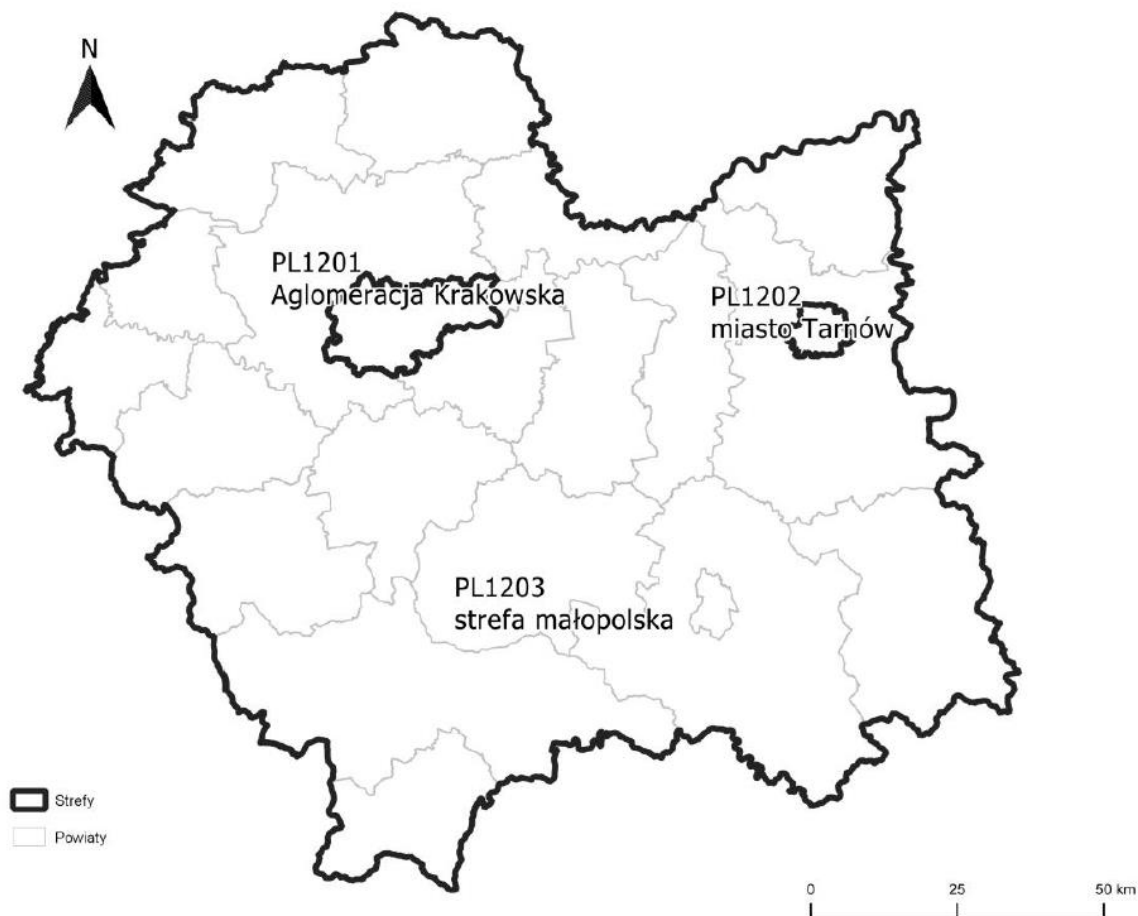 N
PL1201
Aglomeracja Krakowska
PL1202
miasto Tarnów
PL1203
strefa małopolska
Strefy
Powiaty
0 25 50 km